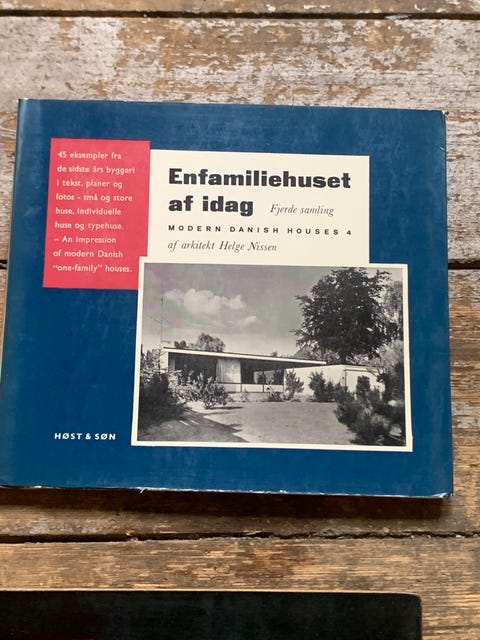 45 eksempler fra
de sidste års byggeri
i tekst, planer og
fotos - små og store
huse, individuelle
huse og typehuse.
– An impression
of modern Danish
"one-family" houses.
Enfamiliehuset
af idag Fjerde samling
MODERN DANISH HOUSES 4
af arkitekt Helge Nissen
HØST & SØN